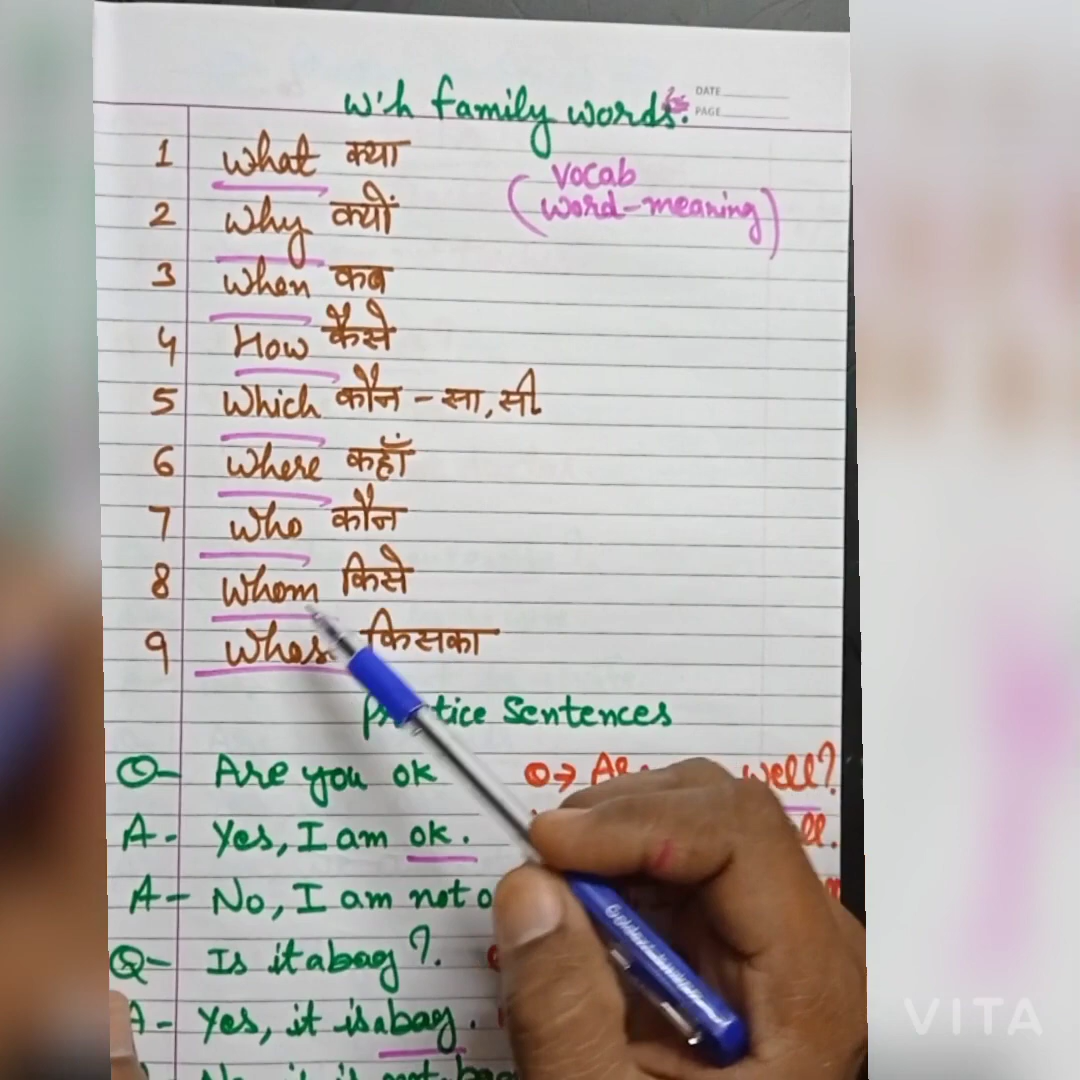 w'h family words.
DATE
PAGE
1 What क्या
vocab
(word-meaning)
2 Why क्यों
3 When कब
4 How कैसे
5 Which कौन - सा, सी
6 Where कहाँ
7 Who कौन
8 Whom किसे
9 किसका
Sentences
Q- Are you ok
Q→ well?
A- Yes, I am ok.
A- No, I am not
Q- Is it a bag?.
A- Yes, it is a bag.
VITA